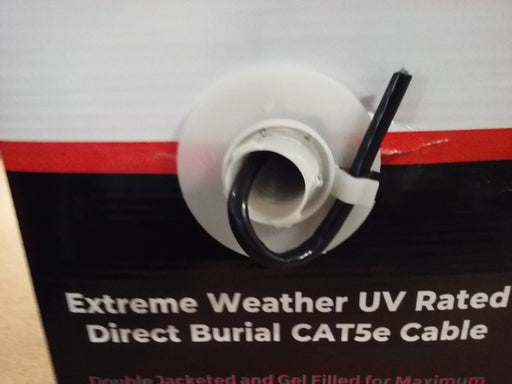 Extreme Weather UV Rated
Direct Burial CAT5e Cable
Double Jacketed and Gel Filled for Maximum